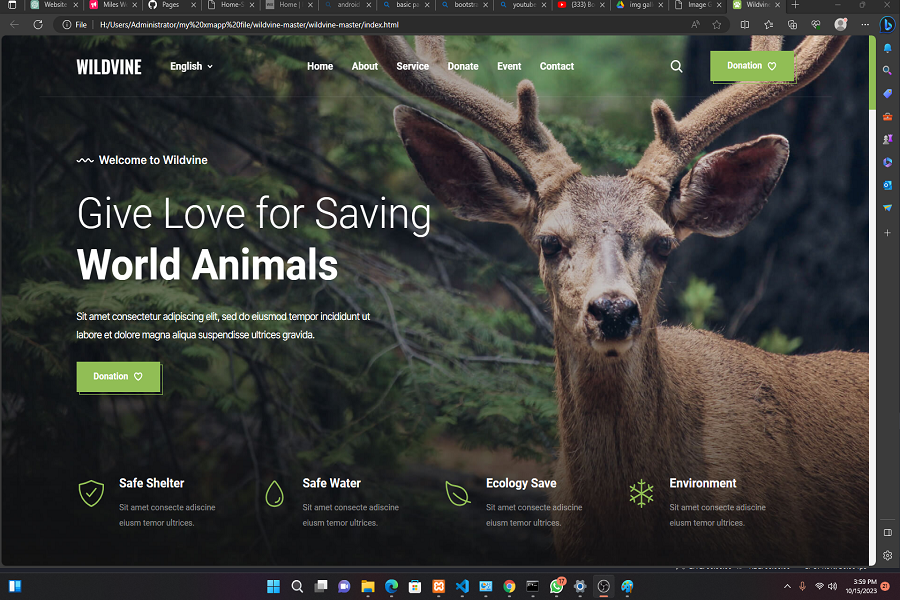 Website
Miles W
Pages
Home-S
Home |
android
basic pa
bootstr
youtube
(333) Bo
img gall
Image G
Wildvin
File H:/Users/Administrator/my%20xmapp%20file/wildvine-master/wildvine-master/index.html
WILDVINE English Home About Service Donate Event Contact Donation
Welcome to Wildvine
Give Love for Saving
World Animals
Sit amet consectetur adipiscing elit, sed do eiusmod tempor incididunt ut
labore et dolore magna aliqua suspendisse ultrices gravida.
Donation
Safe Shelter
Sit amet consecte adiscine
eiusm temor ultrices.
Safe Water
Sit amet consecte adiscine
eiusm temor ultrices.
Ecology Save
Sit amet consecte adiscine
eiusm temor ultrices.
Environment
Sit amet consecte adiscine
eiusm temor ultrices.
3:59 PM
10/15/2023